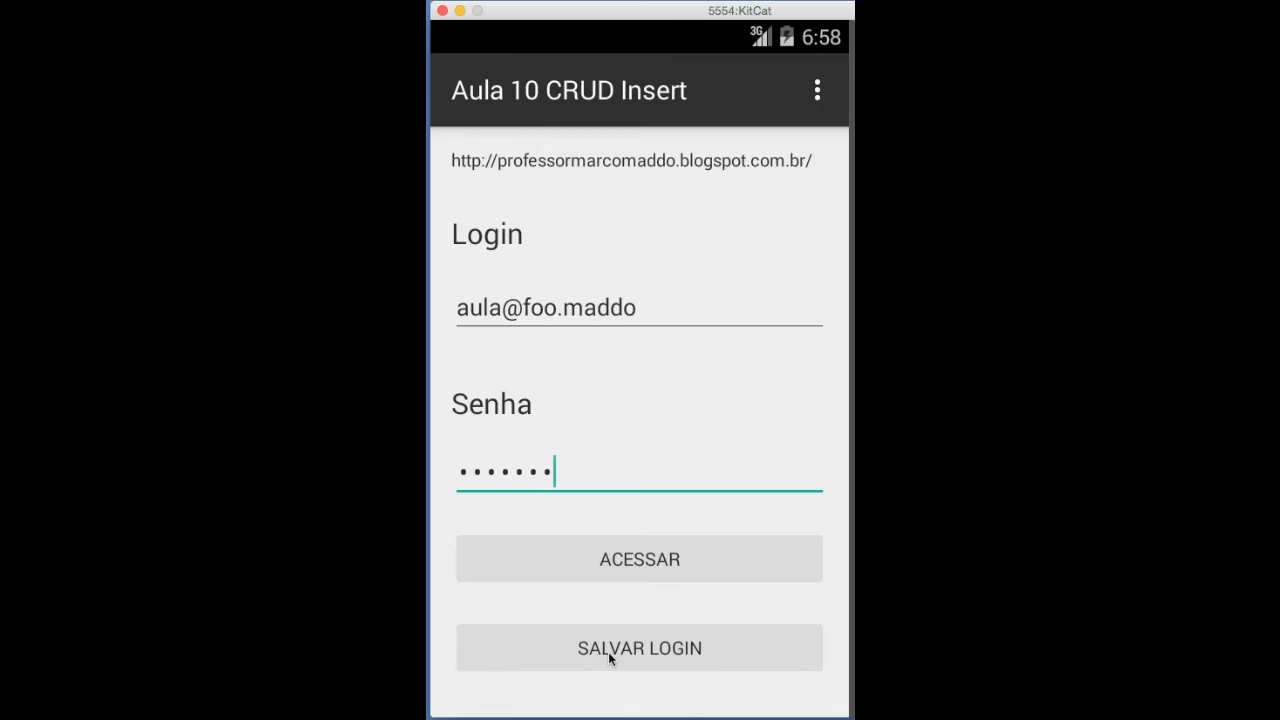 5554:KitCat
3G 6:58
Aula 10 CRUD Insert
http://professormarcomaddo.blogspot.com.br/
Login
aula@foo.maddo
Senha
•••••••
ACESSAR
SALVAR LOGIN